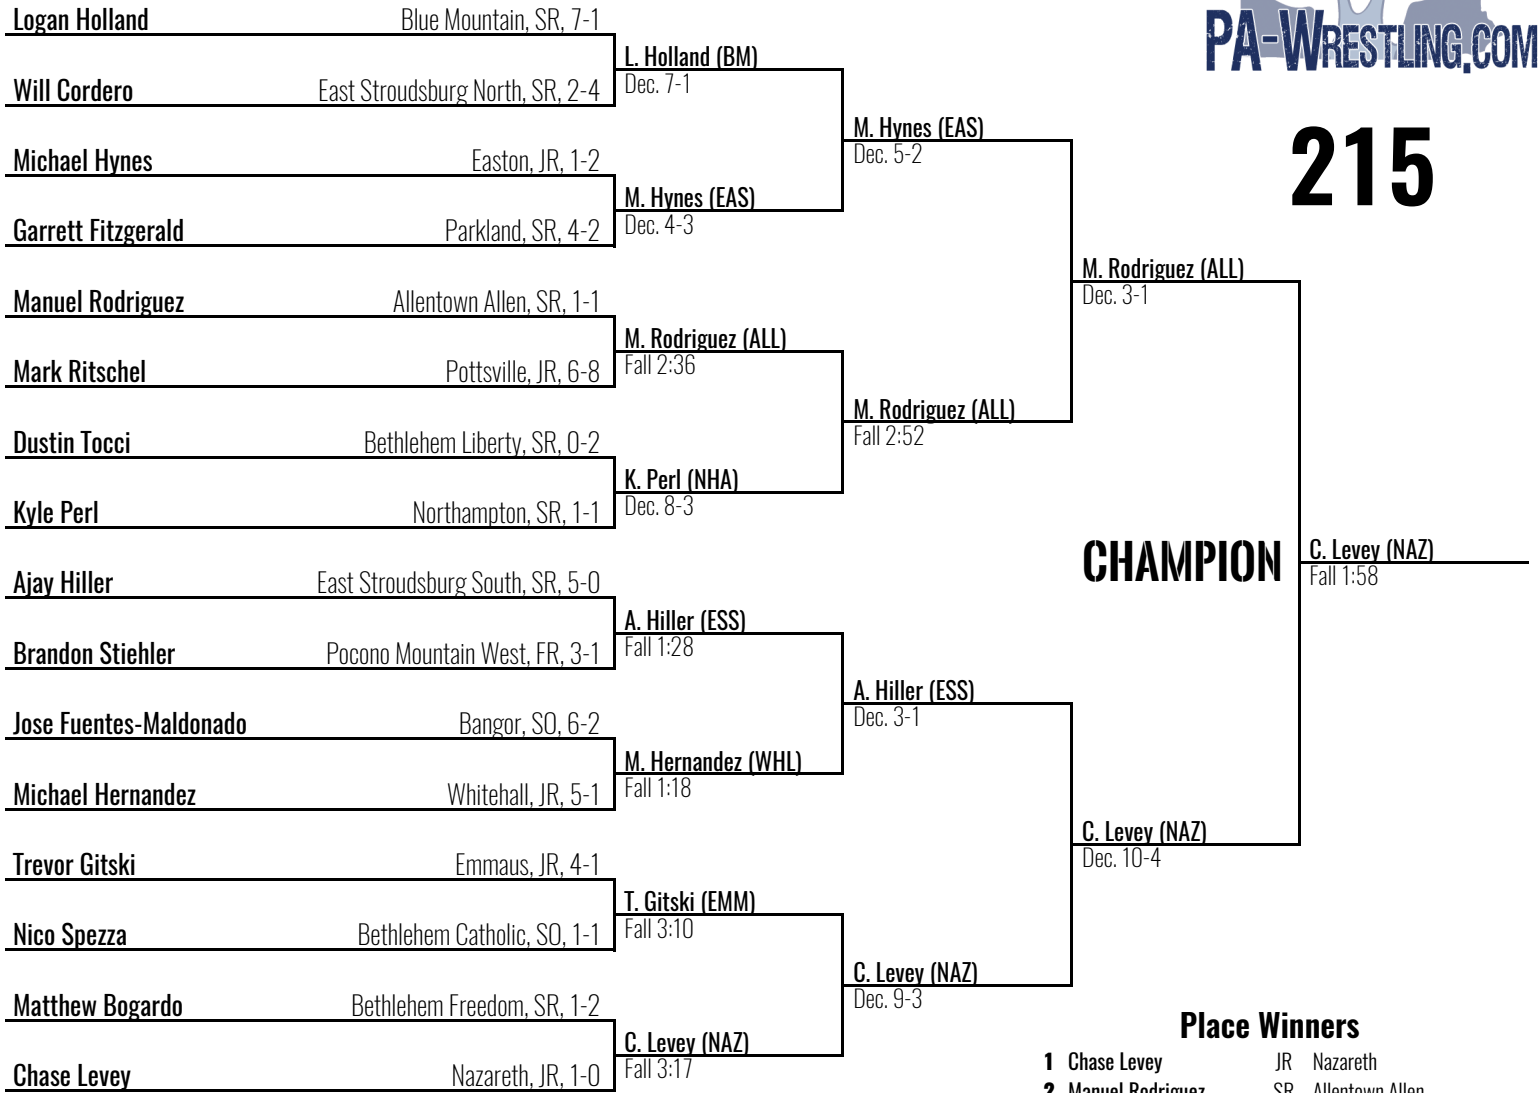 Logan Holland Blue Mountain, SR, 7-1
Will Cordero East Stroudsburg North, SR, 2-4
Michael Hynes Easton, JR, 1-2
Garrett Fitzgerald Parkland, SR, 4-2
Manuel Rodriguez Allentown Allen, SR, 1-1
Mark Ritschel Pottsville, JR, 6-8
Dustin Tocci Bethlehem Liberty, SR, 0-2
Kyle Perl Northampton, SR, 1-1
Ajay Hiller East Stroudsburg South, SR, 5-0
Brandon Stiehler Pocono Mountain West, FR, 3-1
Jose Fuentes-Maldonado Bangor, SO, 6-2
Michael Hernandez Whitehall, JR, 5-1
Trevor Gitski Emmaus, JR, 4-1
Nico Spezza Bethlehem Catholic, SO, 1-1
Matthew Bogardo Bethlehem Freedom, SR, 1-2
Chase Levey Nazareth, JR, 1-0
L. Holland (BM)
Dec. 7-1
M. Hynes (EAS)
Dec. 4-3
M. Rodriguez (ALL)
Fall 2:36
K. Perl (NHA)
Dec. 8-3
A. Hiller (ESS)
Fall 1:28
M. Hernandez (WHL)
Fall 1:18
T. Gitski (EMM)
Fall 3:10
C. Levey (NAZ)
Fall 3:17
M. Hynes (EAS)
Dec. 5-2
M. Rodriguez (ALL)
Fall 2:52
A. Hiller (ESS)
Dec. 3-1
C. Levey (NAZ)
Dec. 9-3
M. Rodriguez (ALL)
Dec. 3-1
C. Levey (NAZ)
Dec. 10-4
CHAMPION
C. Levey (NAZ)
Fall 1:58
PA-WRESTLING.COM
215
Place Winners
1 Chase Levey JR Nazareth
2 Manuel Rodriguez SR Allentown Allen